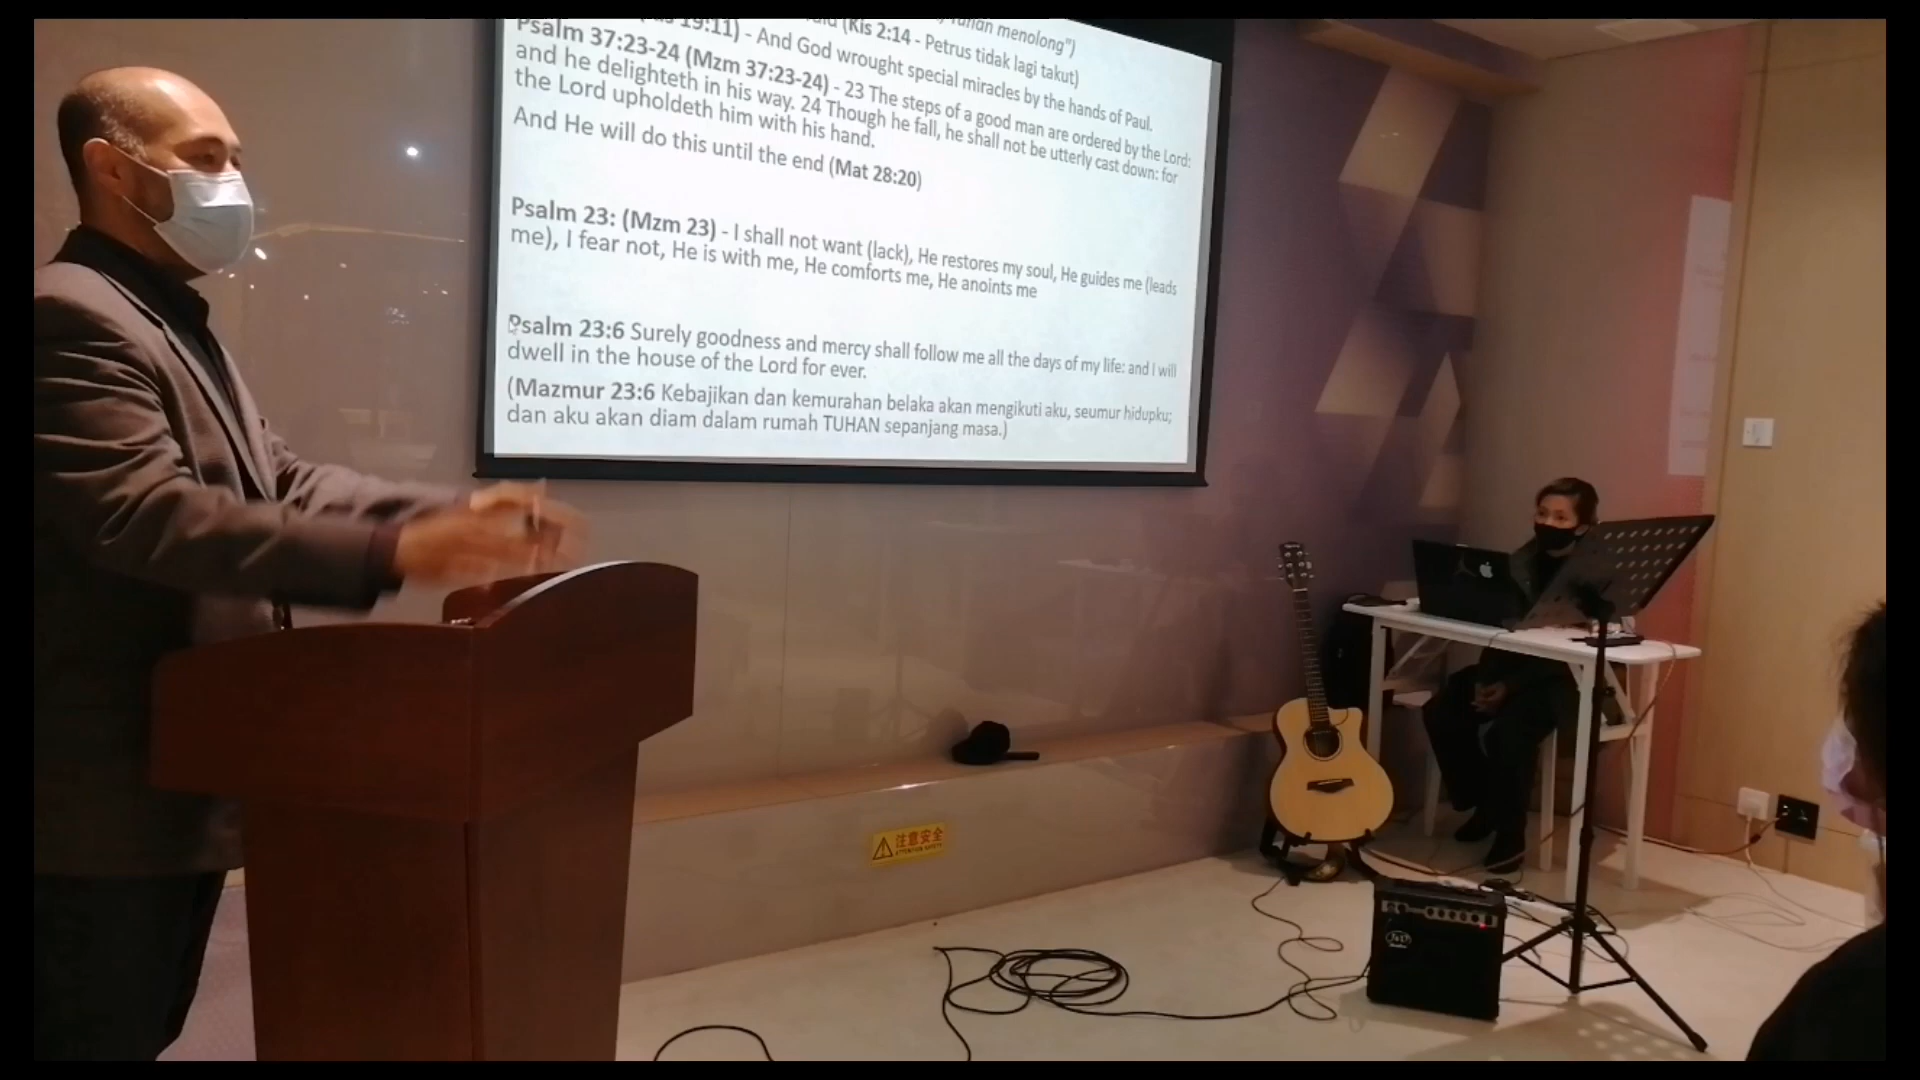 Tuhan menolong")
(Kis 2:14 - Petrus tidak lagi takut)
19:11) - And God wrought special miracles by the hands of Paul.
Psalm 37:23-24 (Mzm 37:23-24) - 23 The steps of a good man are ordered by the Lord:
and he delighteth in his way. 24 Though he fall, he shall not be utterly cast down: for
the Lord upholdeth him with his hand.
And He will do this until the end (Mat 28:20)
Psalm 23: (Mzm 23) - I shall not want (lack), He restores my soul, He guides me (leads
me), I fear not, He is with me, He comforts me, He anoints me
Psalm 23:6 Surely goodness and mercy shall follow me all the days of my life: and I will
dwell in the house of the Lord for ever.
(Mazmur 23:6 Kebajikan dan kemurahan belaka akan mengikuti aku, seumur hidupku;
dan aku akan diam dalam rumah TUHAN sepanjang masa.)
注意安全
ATTENTION SAFETY